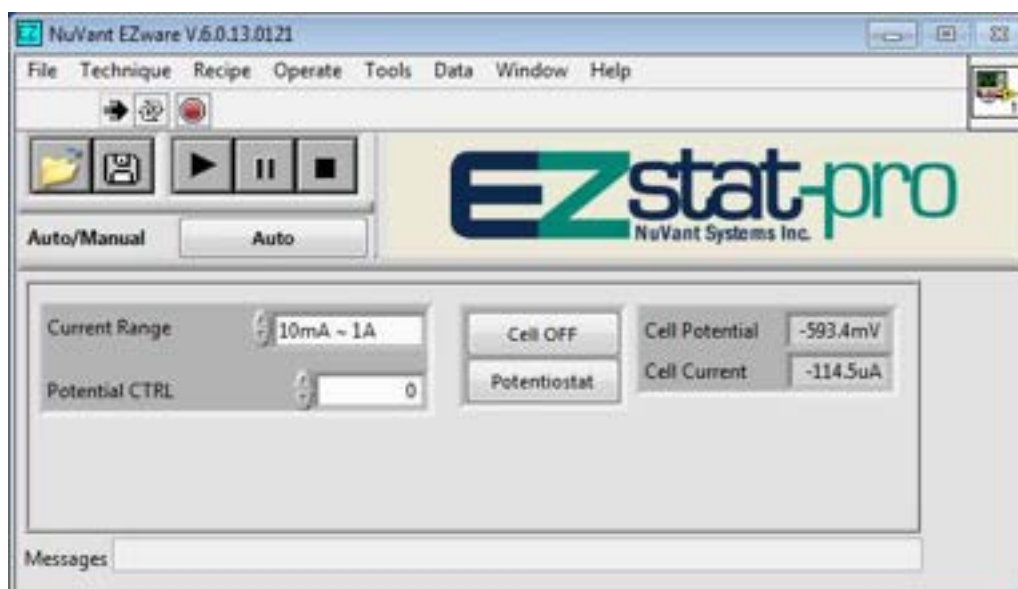 EZ NuVant EZware V.6.0.13.0121
File Technique Recipe Operate Tools Data Window Help
1
EZstat-pro
NuVant Systems Inc.
Auto/Manual Auto
Current Range 10mA ~ 1A
Cell OFF
Cell Potential -593.4mV
Potential CTRL 0
Potentiostat
Cell Current -114.5uA
Messages